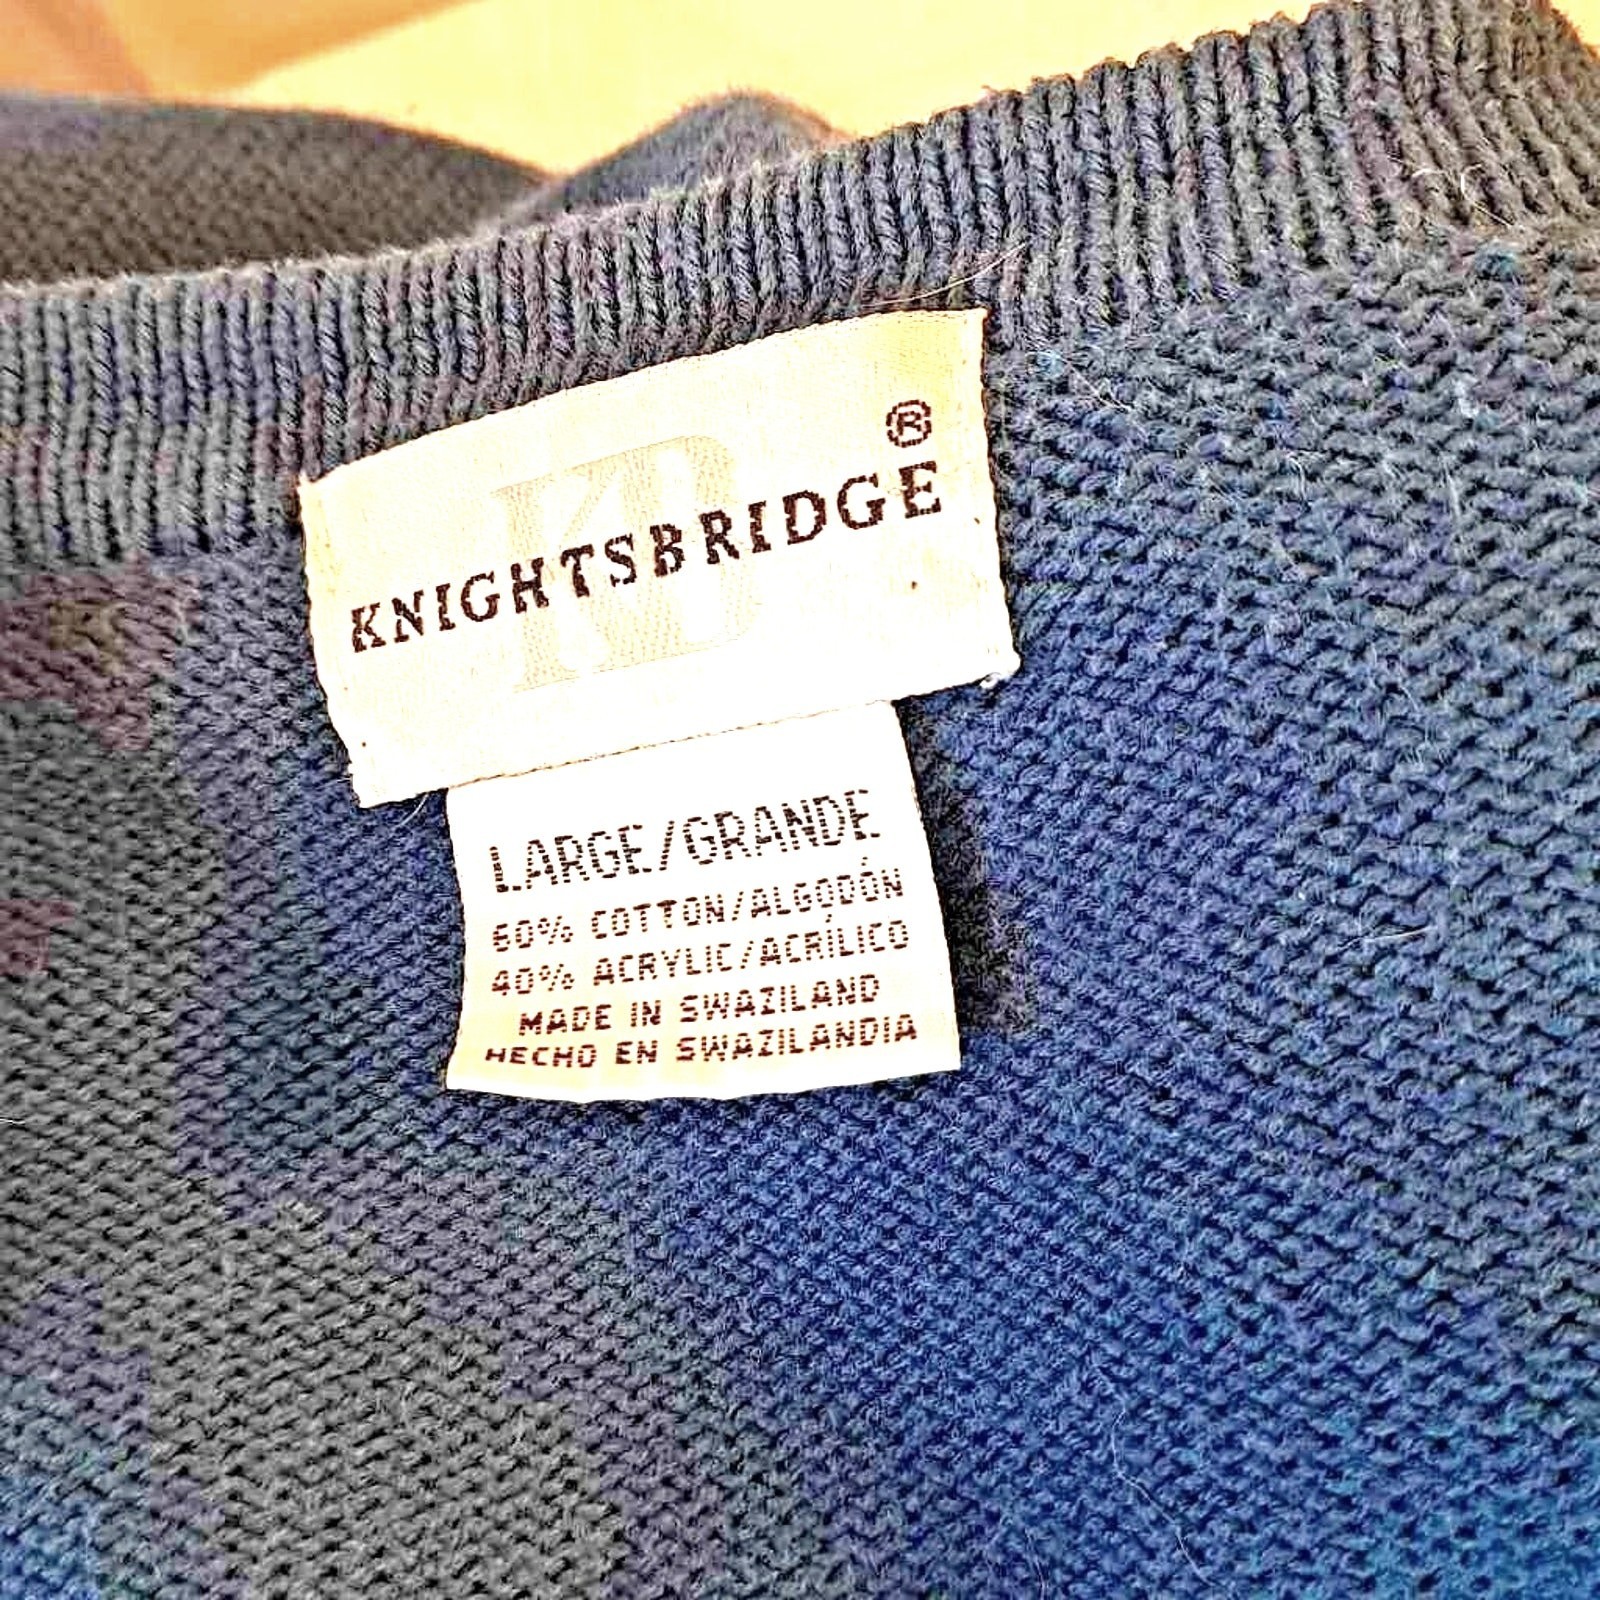 KNIGHTSBRIDGE®
LARGE/GRANDE
60% COTTON/ALGODÓN
40% ACRYLIC/ACRÍLICO
MADE IN SWAZILAND
HECHO EN SWAZILANDIA